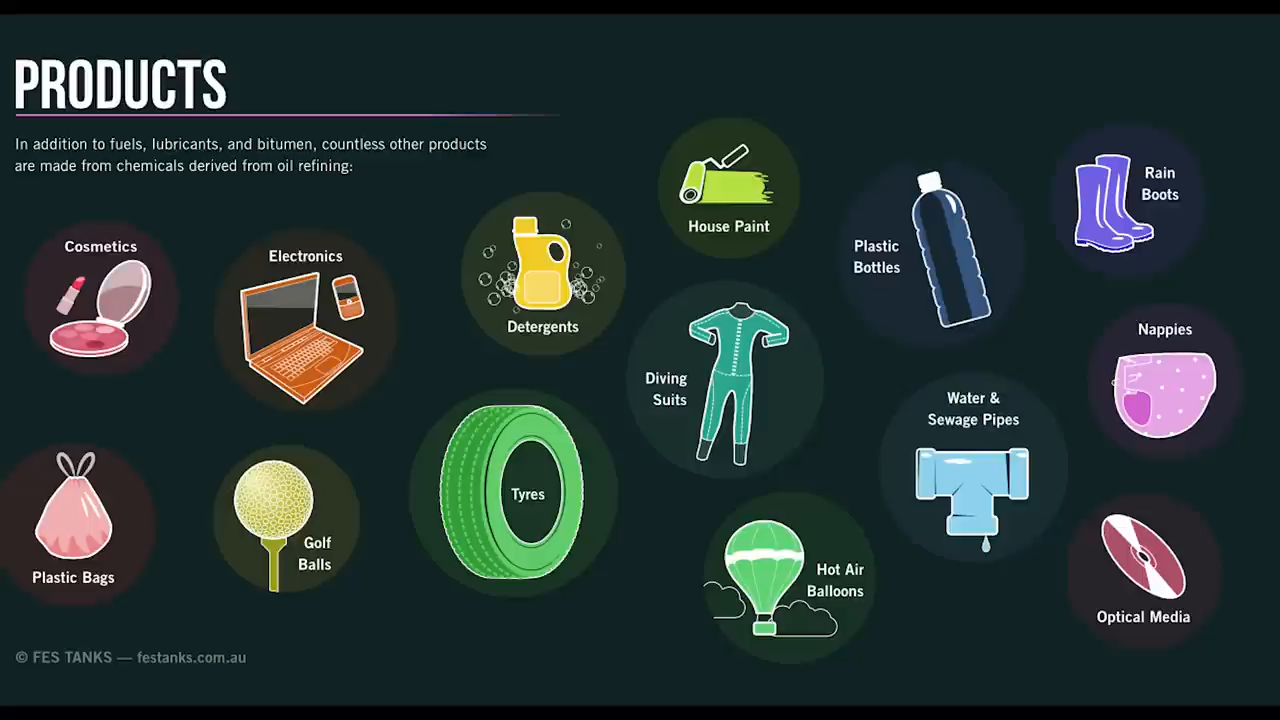 PRODUCTS
In addition to fuels, lubricants, and bitumen, countless other products
are made from chemicals derived from oil refining:
Cosmetics
Electronics
Detergents
House Paint
Plastic
Bottles
Rain
Boots
Diving
Suits
Nappies
Water &
Sewage Pipes
Plastic Bags
Golf
Balls
Tyres
Hot Air
Balloons
Optical Media
© FES TANKS — festanks.com.au